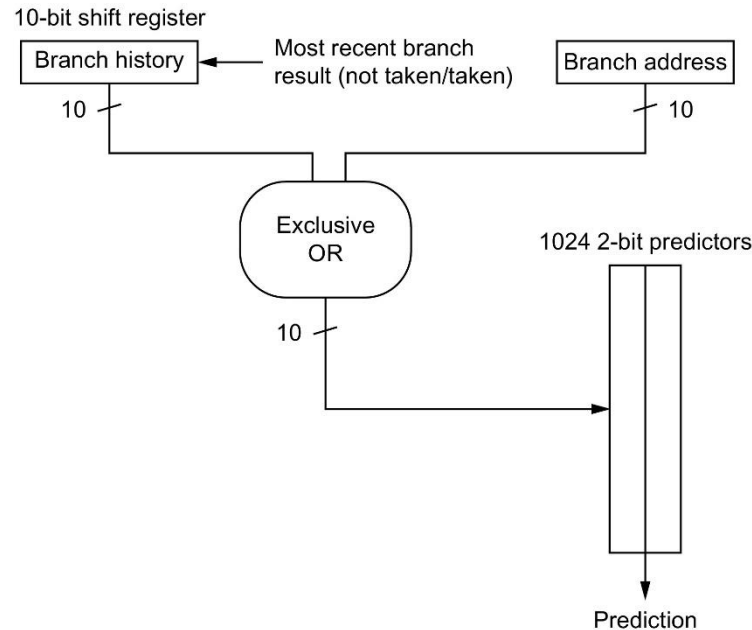 10-bit shift register
Branch history
Most recent branch
result (not taken/taken)
Branch address
10
10
Exclusive
OR
1024 2-bit predictors
10
Prediction